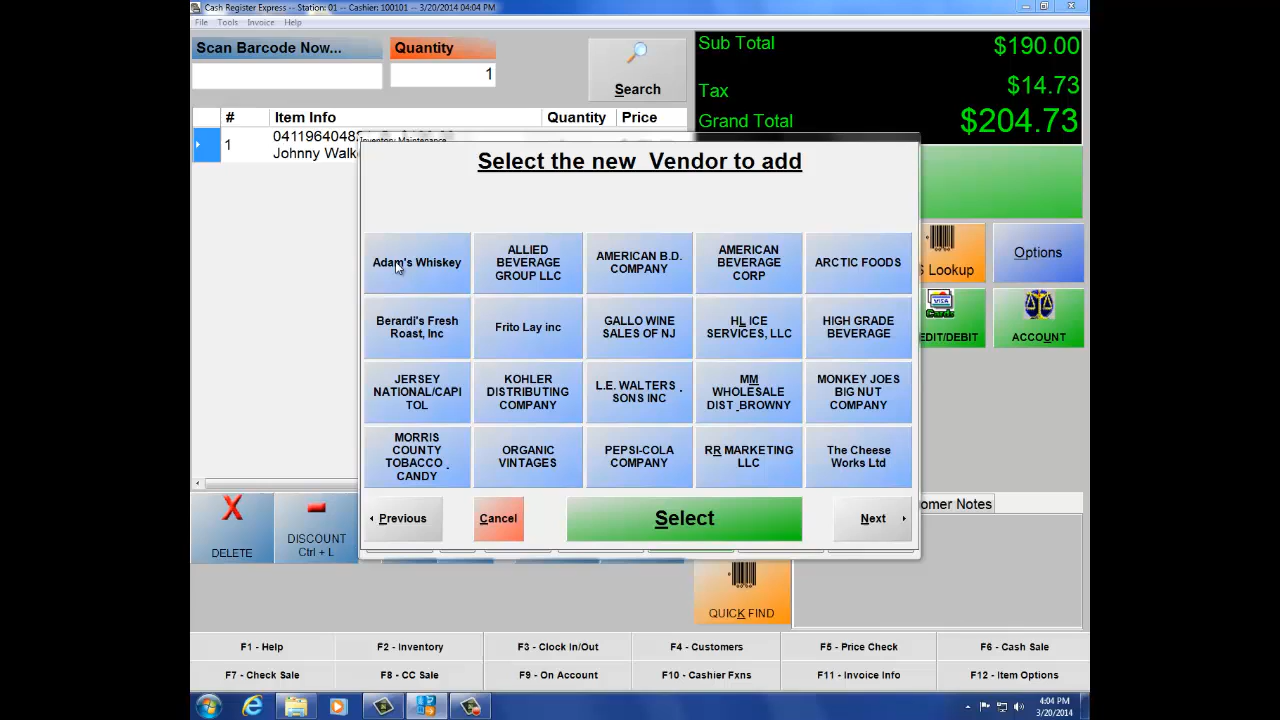 Cash Register Express -- Station: 01 -- Cashier: 100101 -- 3/20/2014 04:04 PM
File Tools Invoice Help
Scan Barcode Now...
Quantity
1
Search
Sub Total $190.00
Tax $14.73
Grand Total $204.73
# Item Info Quantity Price
1
Johnny Walk
Inventory Maintenance
Select the new Vendor to add
Adam's Whiskey
ALLIED
BEVERAGE
GROUP LLC
AMERICAN B.D.
COMPANY
AMERICAN
BEVERAGE
CORP
ARCTIC FOODS
Berardi's Fresh
Roast, Inc
Frito Lay inc
GALLO WINE
SALES OF NJ
HL ICE
SERVICES, LLC
HIGH GRADE
BEVERAGE
JERSEY
NATIONAL/CAPI
TOL
KOHLER
DISTRIBUTING
COMPANY
L.E. WALTERS .
SONS INC
MM
WHOLESALE
DIST_BROWNY
MONKEY JOES
BIG NUT
COMPANY
MORRIS
COUNTY
TOBACCO .
CANDY
ORGANIC
VINTAGES
PEPSI-COLA
COMPANY
RR MARKETING
LLC
The Cheese
Works Ltd
Previous
Cancel
Select
Next
Lookup
Options
Cards
EDIT/DEBIT
VISA
ACCOUNT
X
DELETE
DISCOUNT
Ctrl + L
omer Notes
QUICK FIND
F1 - Help
F2 - Inventory
F3 - Clock In/Out
F4 - Customers
F5 - Price Check
F6 - Cash Sale
F7 - Check Sale
F8 - CC Sale
F9 - On Account
F10 - Cashier Fxns
F11 - Invoice Info
F12 - Item Options
4:04 PM
3/20/2014